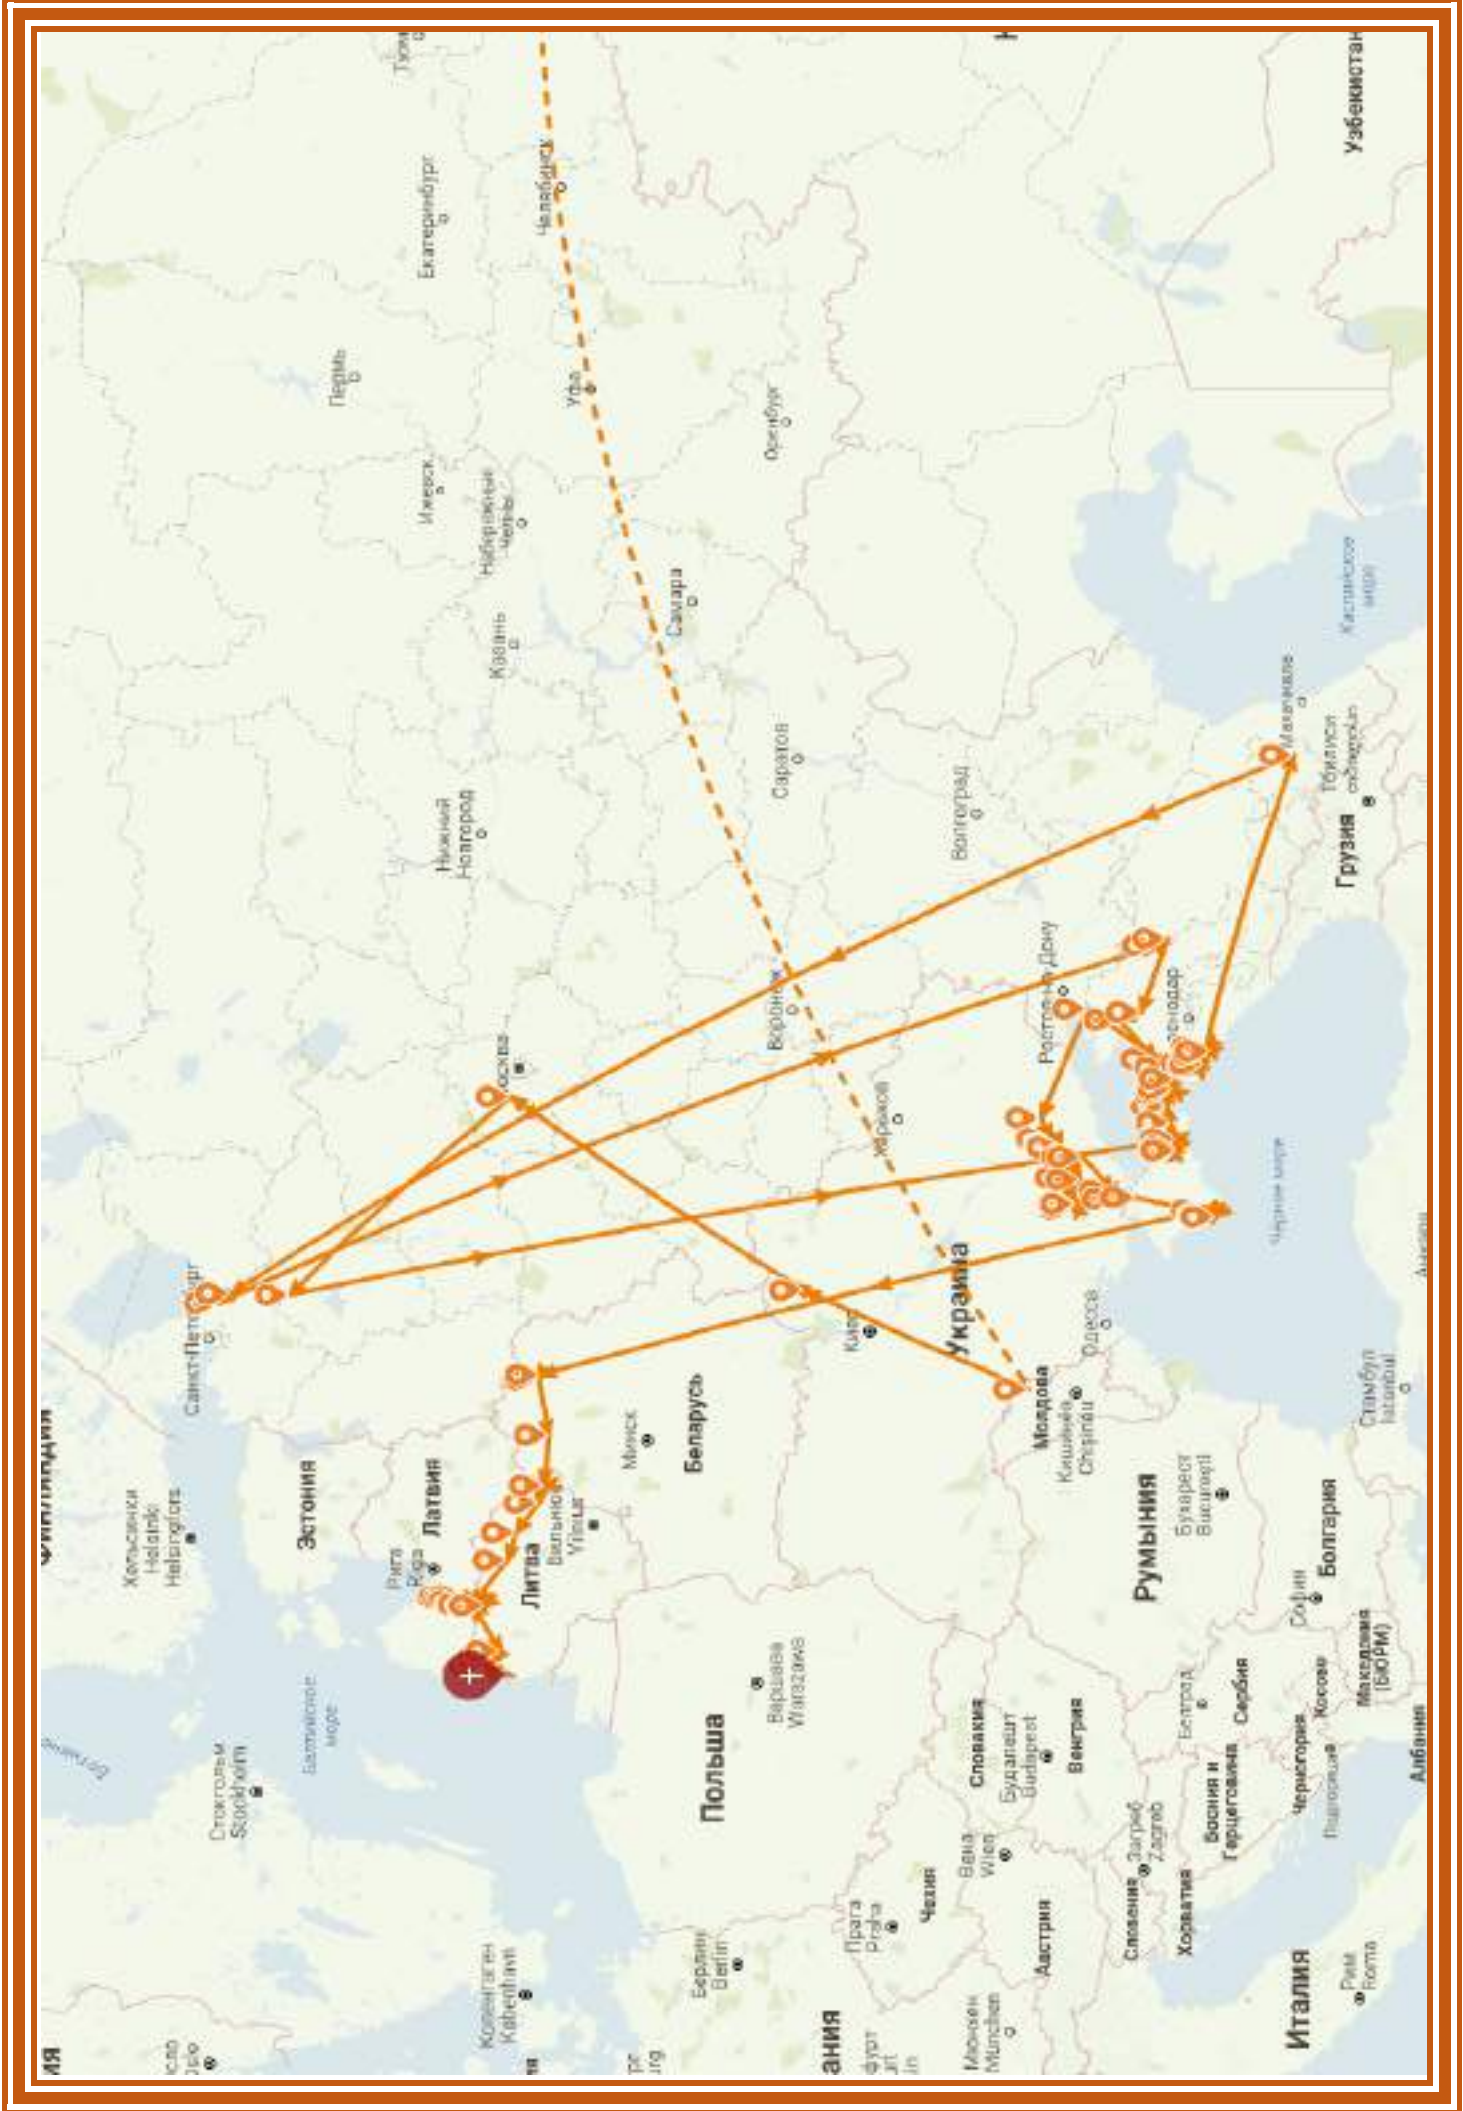 Финляндия
Хельсинки
Helsinki
Helsingfors
Санкт-Петербург
Эстония
Стокгольм
Stockholm
Балтийское
море
Рига
Riga
Латвия
Литва
Вильнюс
Vilnius
Копенгаген
København
Минск
Беларусь
Москва
Нижний
Новгород
Казань
Набережные
Челны
Ижевск
Пермь
Екатеринбург
Челябинск
Уфа
Оренбург
Самара
Саратов
Волгоград
Воронеж
Харьков
Киев
Украина
Ростов-на-Дону
Одесса
Молдова
Кишинёв
Chișinău
Польша
Варшава
Warszawa
Берлин
Berlin
Прага
Praha
Чехия
Вена
Wien
Австрия
Мюнхен
München
Словакия
Будапешт
Budapest
Венгрия
Румыния
Бухарест
București
Загреб
Zagreb
Словения
Хорватия
Босния и
Герцеговина
Белград
Сербия
Черногория
Подгорица
Косово
Македония
(БЮРМ)
Албания
София
Болгария
Италия
Рим
Roma
Стамбул
Istanbul
Черное море
Грузия
Тбилиси
Махачкала
Каспийское
море
Узбекистан